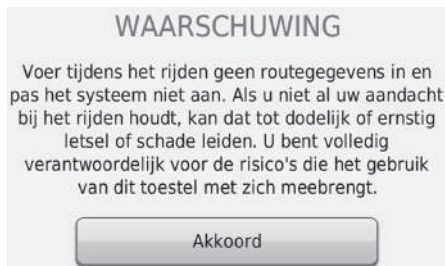 WAARSCHUWING
Voer tijdens het rijden geen routegegevens in en
pas het systeem niet aan. Als u niet al uw aandacht
bij het rijden houdt, kan dat tot dodelijk of ernstig
letsel of schade leiden. U bent volledig
verantwoordelijk voor de risico's die het gebruik
van dit toestel met zich meebrengt.
Akkoord